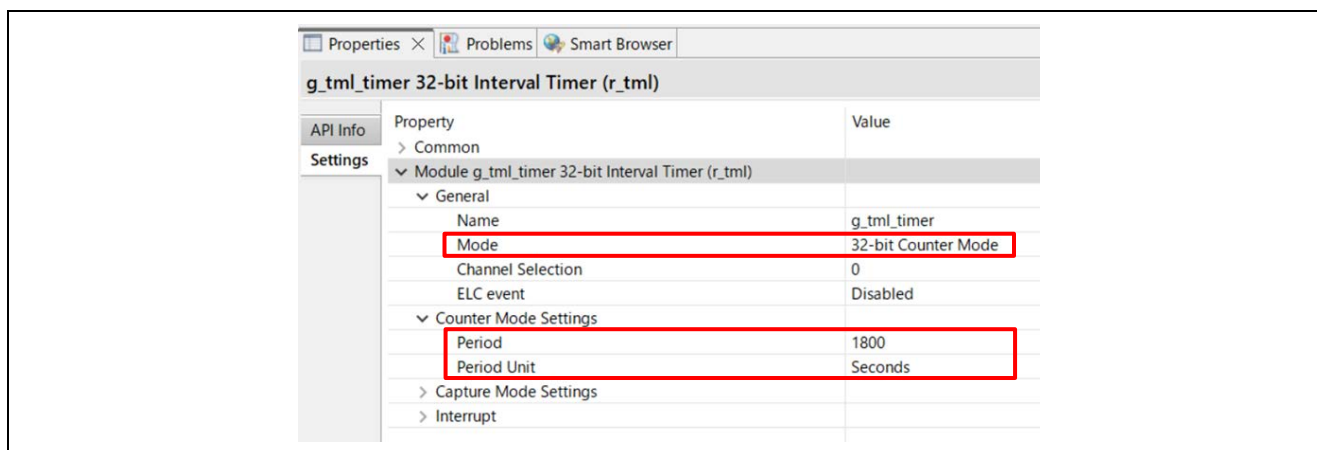 Properties Problems Smart Browser
g_tml_timer 32-bit Interval Timer (r_tml)
API Info
Settings
Property Value
Common
Module g_tml_timer 32-bit Interval Timer (r_tml)
General
Name g_tml_timer
Mode 32-bit Counter Mode
Channel Selection 0
ELC event Disabled
Counter Mode Settings
Period 1800
Period Unit Seconds
Capture Mode Settings
Interrupt